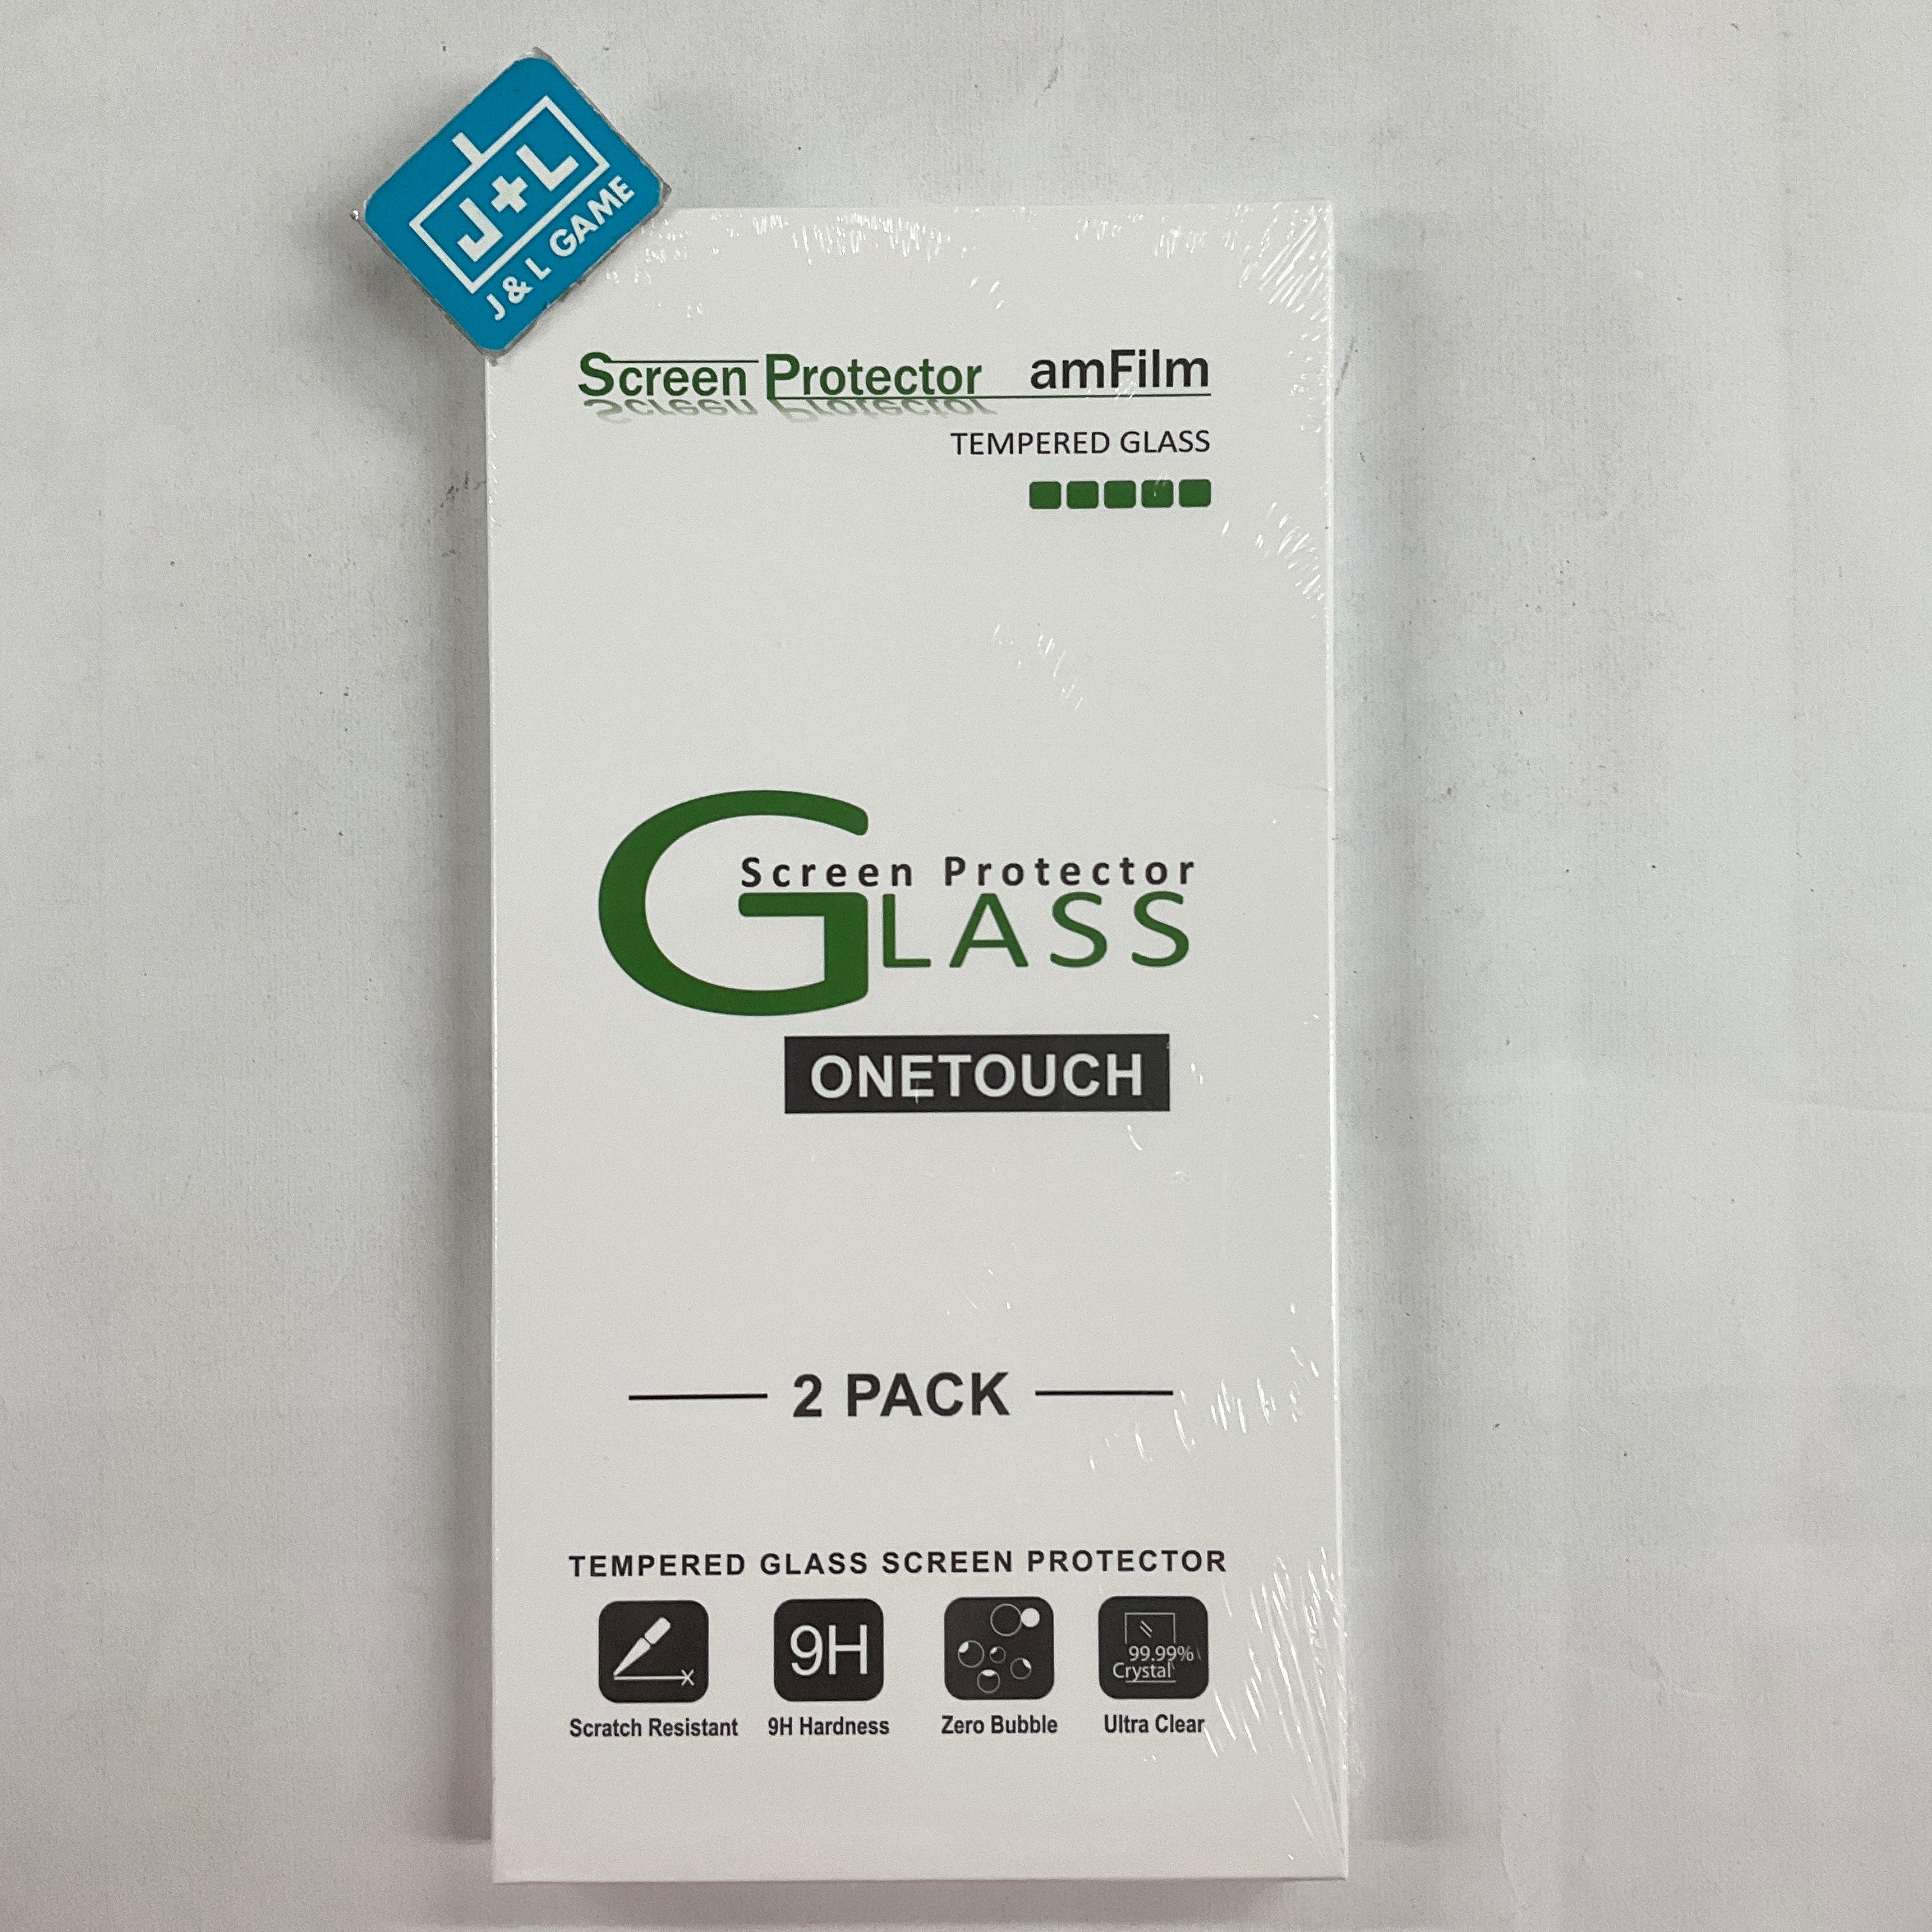 J+L
J & L GAME
Screen Protector amFilm
TEMPERED GLASS
Screen Protector
GLASS
ONETOUCH
2 PACK
TEMPERED GLASS SCREEN PROTECTOR
9H
99.99%
Crystal
Scratch Resistant 9H Hardness Zero Bubble Ultra Clear